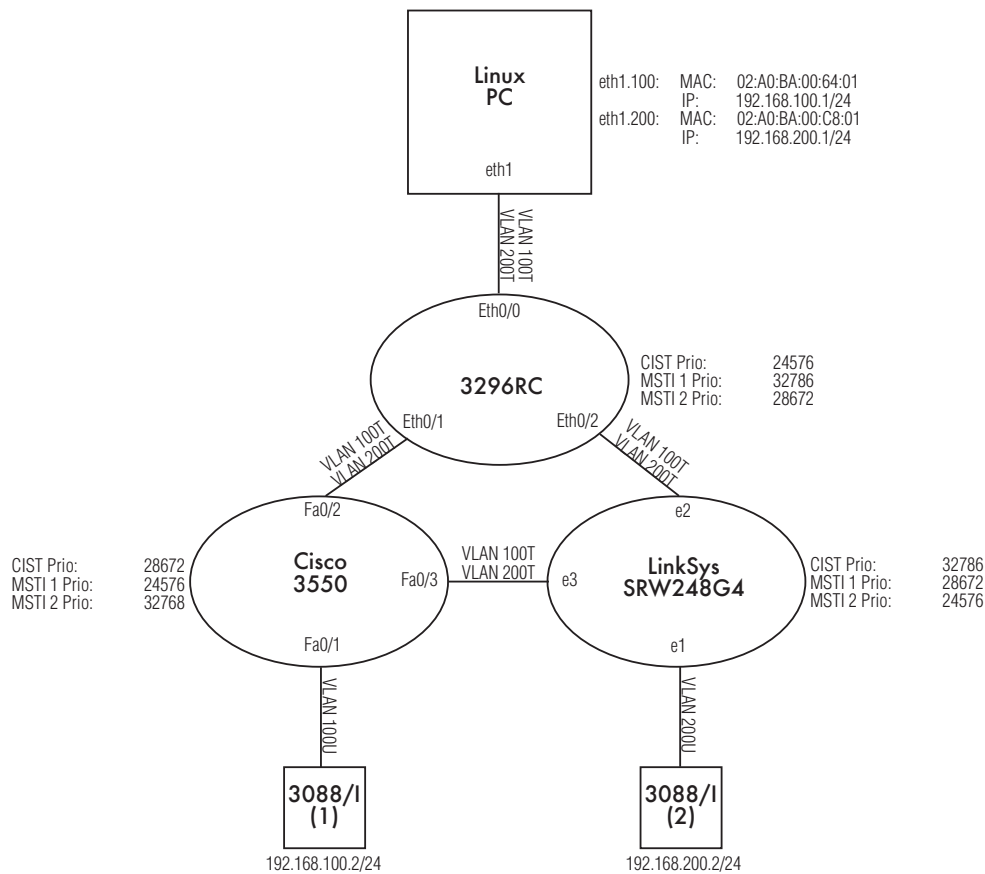 Linux
PC
eth1.100: MAC: 02:A0:BA:00:64:01
IP: 192.168.100.1/24
eth1.200: MAC: 02:A0:BA:00:C8:01
IP: 192.168.200.1/24
eth1
VLAN 100T
VLAN 200T
Eth0/0
3296RC
CIST Prio: 24576
MSTI 1 Prio: 32786
MSTI 2 Prio: 28672
Eth0/1
Eth0/2
VLAN 100T
VLAN 200T
VLAN 100T
VLAN 200T
Fa0/2
e2
CIST Prio: 28672
MSTI 1 Prio: 24576
MSTI 2 Prio: 32768
Cisco
3550
Fa0/3
VLAN 100T
VLAN 200T
e3
LinkSys
SRW248G4
CIST Prio: 32786
MSTI 1 Prio: 28672
MSTI 2 Prio: 24576
Fa0/1
e1
VLAN 100U
VLAN 200U
3088/I
(1)
3088/I
(2)
192.168.100.2/24
192.168.200.2/24